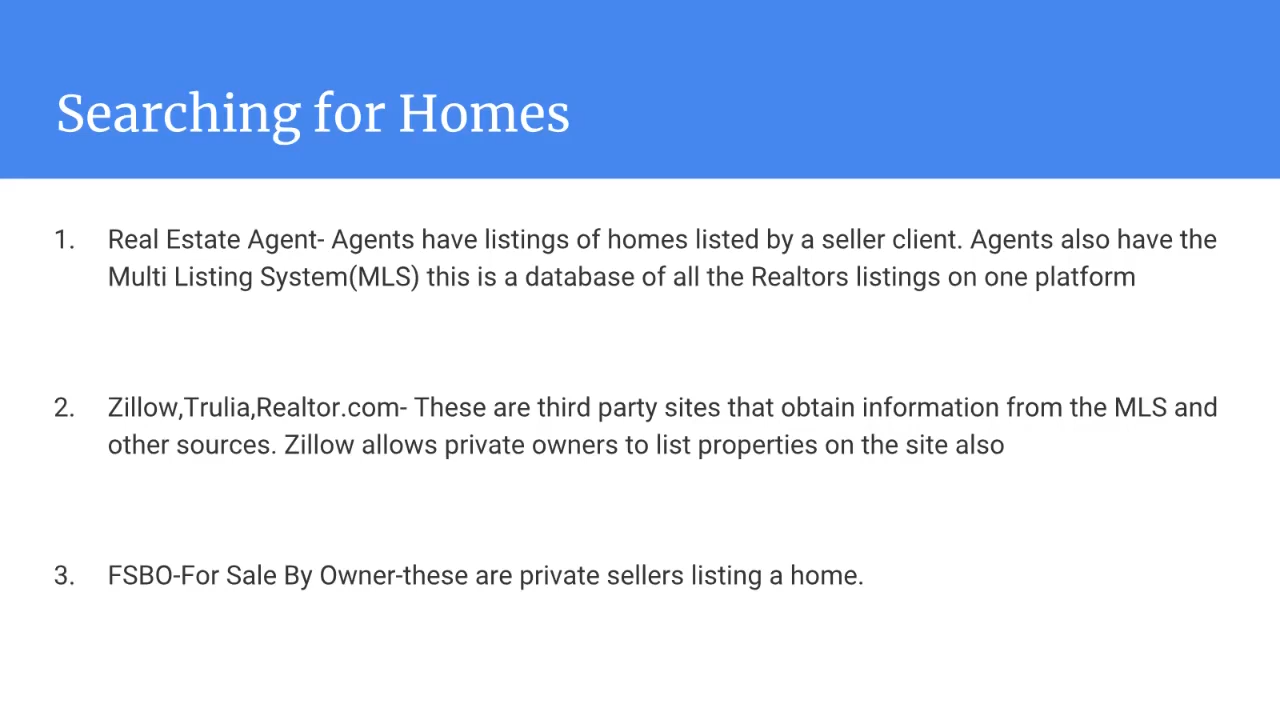 Searching for Homes
1. Real Estate Agent- Agents have listings of homes listed by a seller client. Agents also have the
Multi Listing System(MLS) this is a database of all the Realtors listings on one platform
2. Zillow,Trulia,Realtor.com- These are third party sites that obtain information from the MLS and
other sources. Zillow allows private owners to list properties on the site also
3. FSBO-For Sale By Owner-these are private sellers listing a home.